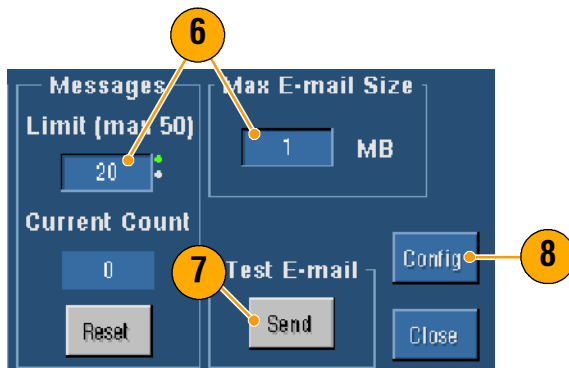 6
Messages
Limit (max 50)
20
Current Count
0
Reset
Max E-mail Size
1 MB
7
Test E-mail
Send
Config
8
Close